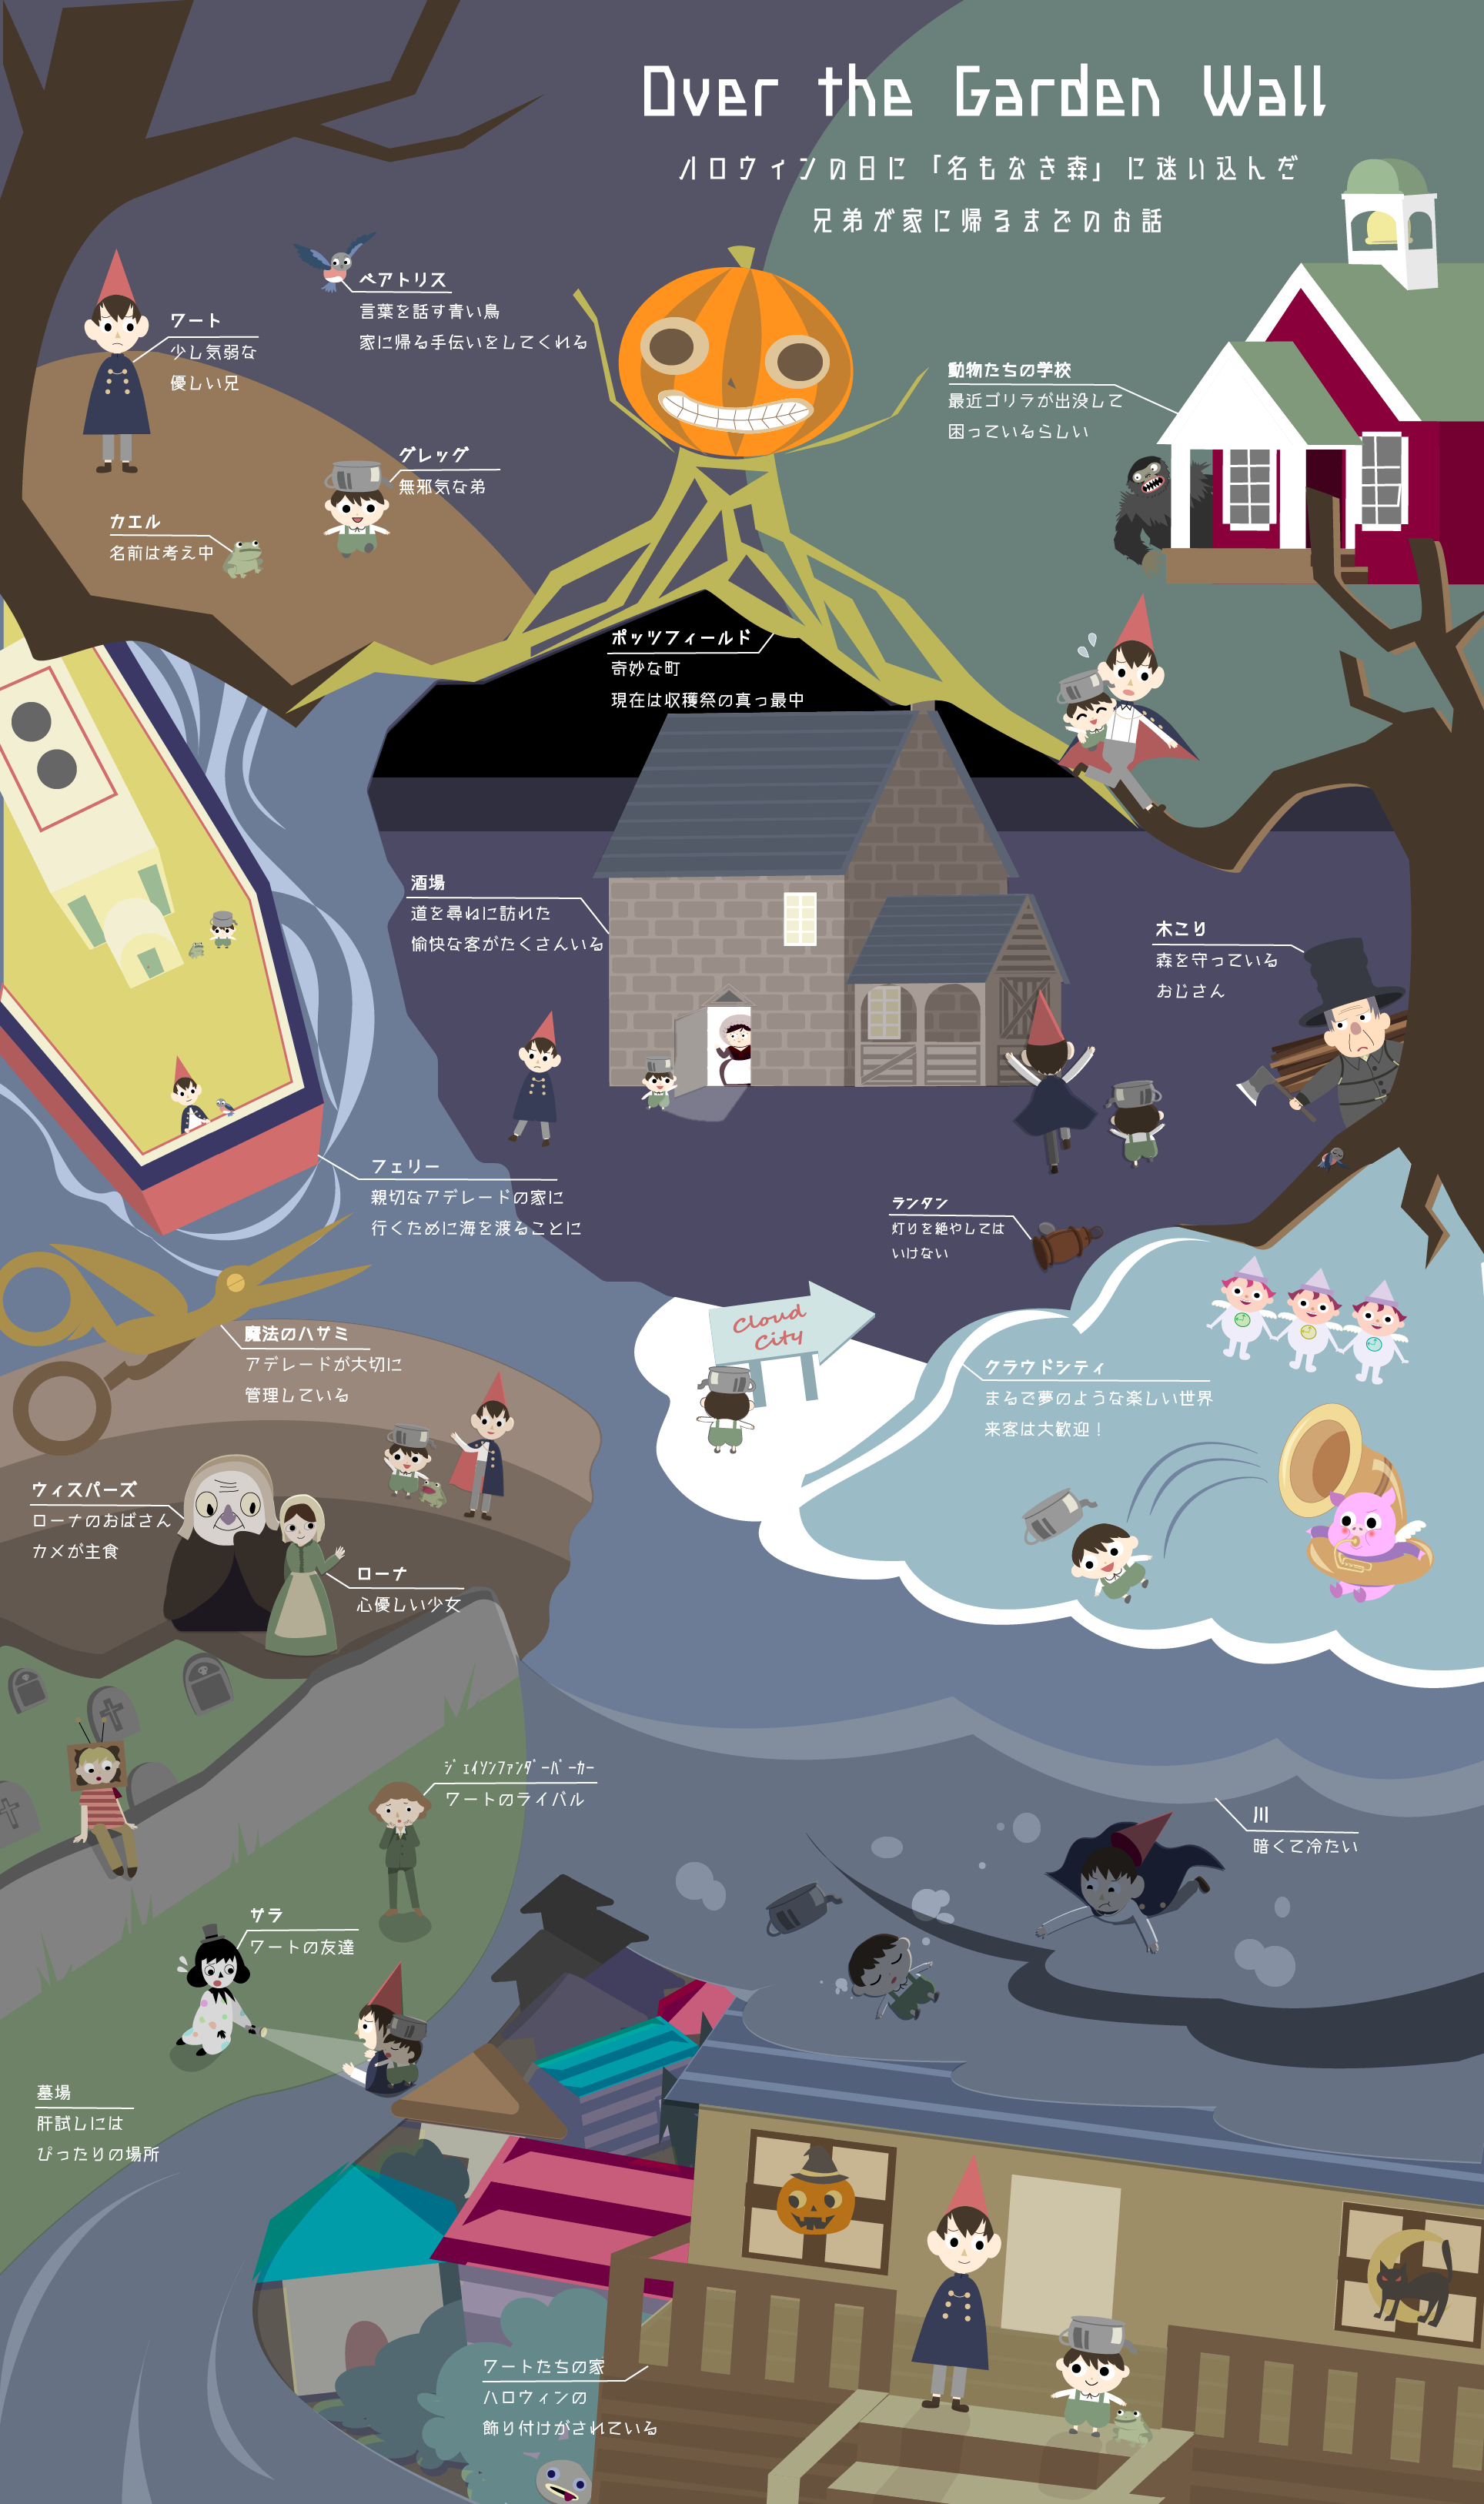 Over the Garden Wall
ハロウィンの日に「名もなき森」に迷い込んだ
兄弟が家に帰るまでのお話
ベアトリス
言葉を話す青い鳥
家に帰る手伝いをしてくれる
ワート
少し気弱な
優しい兄
動物たちの学校
最近ゴリラが出没して
困っているらしい
グレッグ
無邪気な弟
カエル
名前は考え中
ポッツフィールド
奇妙な町
現在は収穫祭の真っ最中
酒場
道を尋ねに訪れた
愉快な客がたくさんいる
木こり
森を守っている
おじさん
フェリー
親切なアデレードの家に
行くために海を渡ることに
ランタン
灯りを絶やしては
いけない
Cloud
City
魔法のハサミ
アデレードが大切に
管理している
クラウドシティ
まるで夢のような楽しい世界
来客は大歓迎！
ウィスパーズ
ローナのおばさん
カメが主食
ローナ
心優しい少女
ｼﾞｪｲｿﾝﾌｧﾝﾀﾞｰﾊﾞｰｶｰ
ワートのライバル
川
暗くて冷たい
サラ
ワートの友達
墓場
肝試しには
ぴったりの場所
ワートたちの家
ハロウィンの
飾り付けがされている